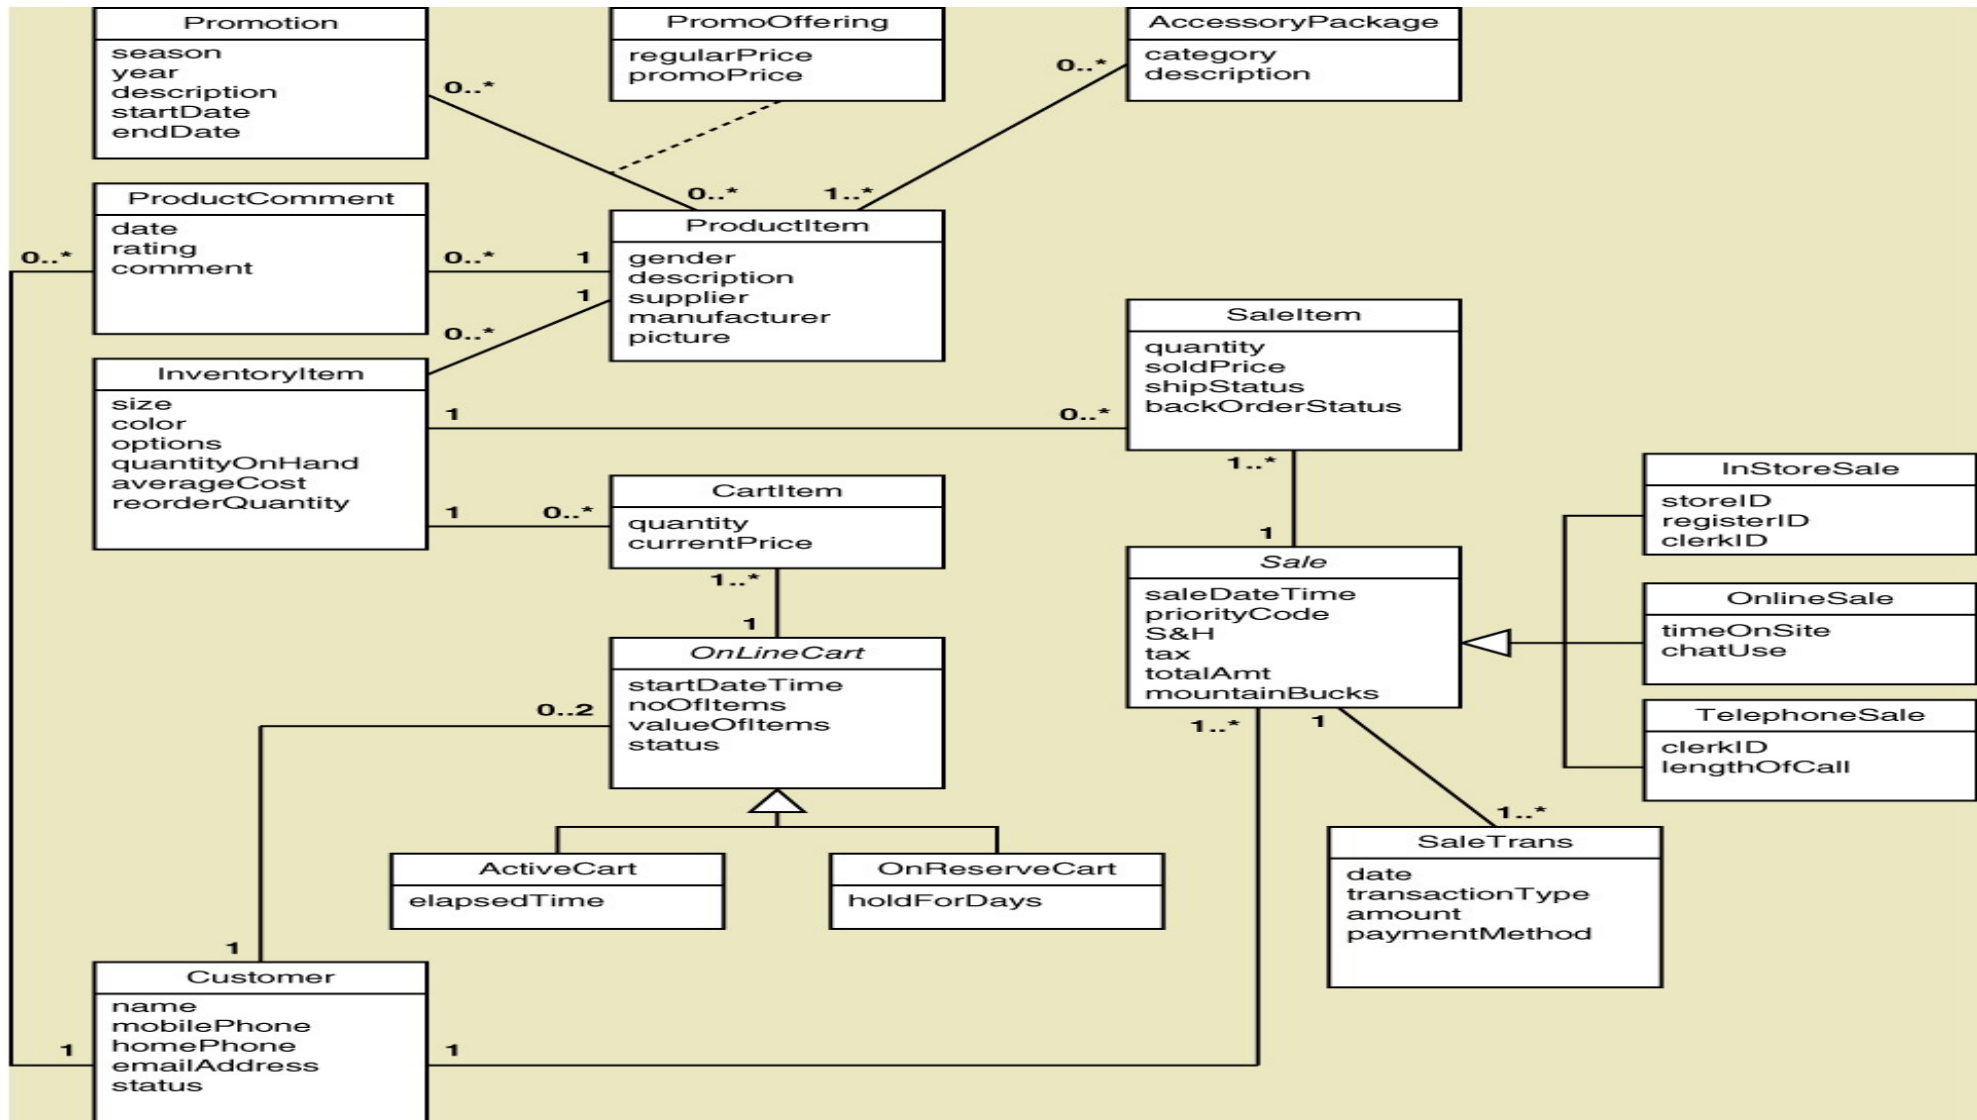 Promotion
season
year
description
startDate
endDate
PromoOffering
regularPrice
promoPrice
AccessoryPackage
category
description
0..*
0..*
0..*
1..*
ProductComment
date
rating
comment
0..*
0..*
1
1
0..*
ProductItem
gender
description
supplier
manufacturer
picture
InventoryItem
size
color
options
quantityOnHand
averageCost
reorderQuantity
1
0..*
SaleItem
quantity
soldPrice
shipStatus
backOrderStatus
1
0..*
CartItem
quantity
currentPrice
1..*
1
1..*
1
Sale
saleDateTime
priorityCode
S&H
tax
totalAmt
mountainBucks
InStoreSale
storeID
registerID
clerkID
OnlineSale
timeOnSite
chatUse
TelephoneSale
clerkID
lengthOfCall
OnLineCart
startDateTime
noOfItems
valueOfItems
status
0..2
1..*
1
1..*
ActiveCart
elapsedTime
OnReserveCart
holdForDays
SaleTrans
date
transactionType
amount
paymentMethod
1
Customer
name
mobilePhone
homePhone
emailAddress
status
1
1